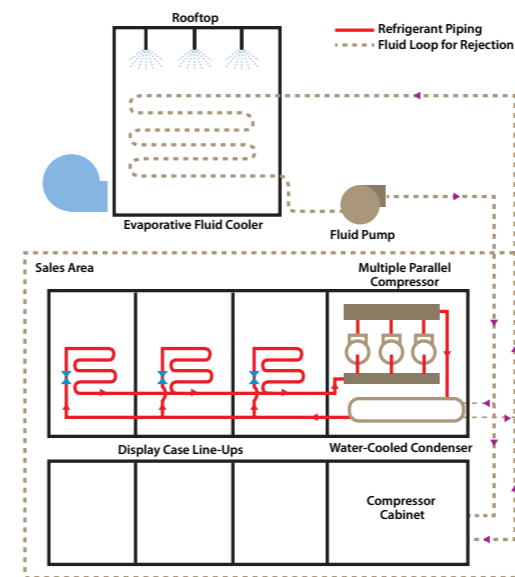 Rooftop
Refrigerant Piping
Fluid Loop for Rejection
Evaporative Fluid Cooler
Fluid Pump
Sales Area
Multiple Parallel
Compressor
Display Case Line-Ups
Water-Cooled Condenser
Compressor
Cabinet